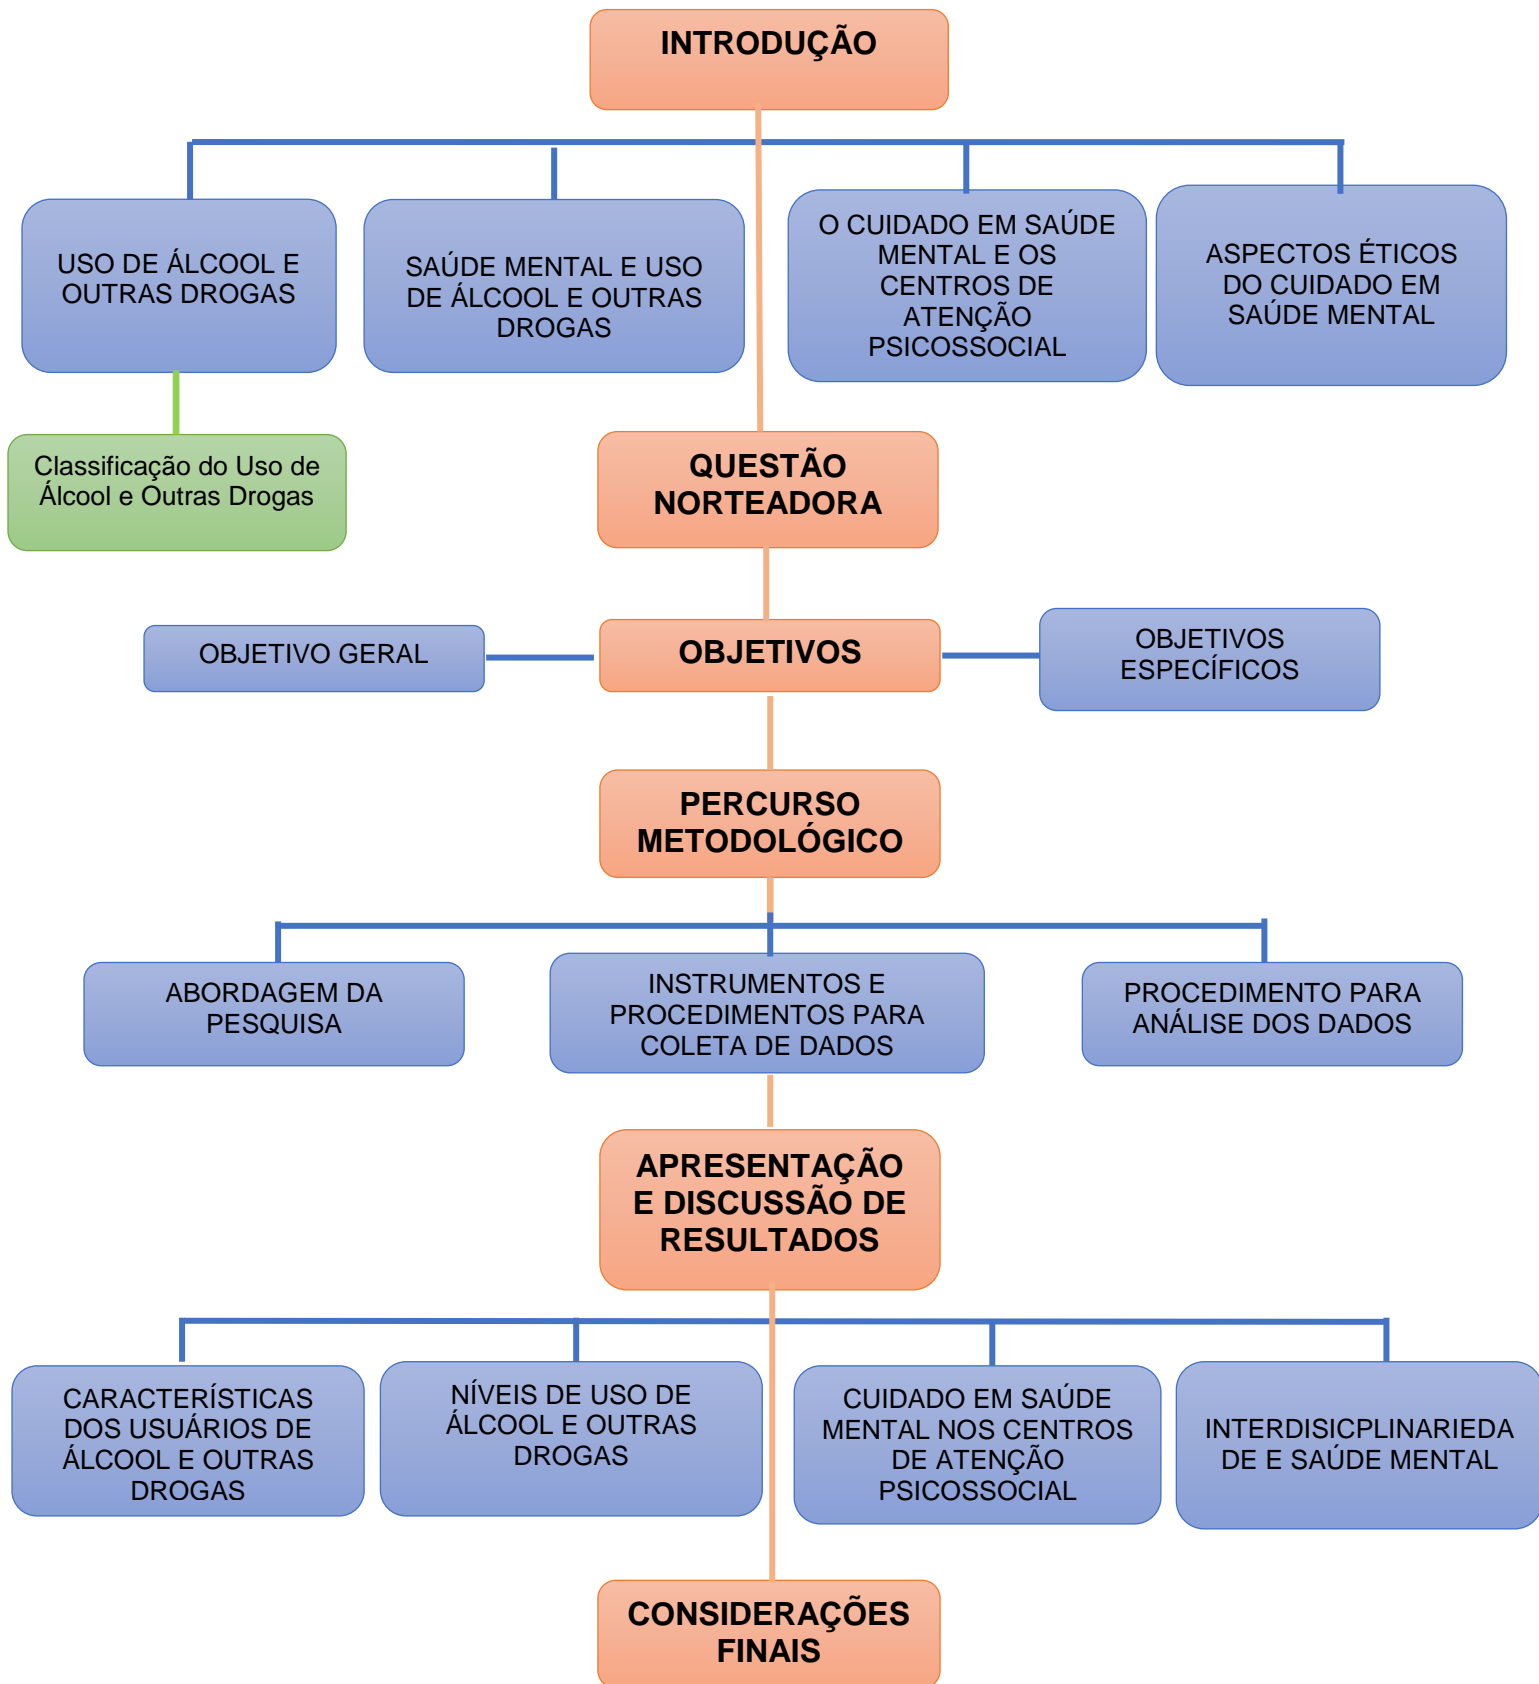 INTRODUÇÃO
USO DE ÁLCOOL E
OUTRAS DROGAS
SAÚDE MENTAL E USO
DE ÁLCOOL E OUTRAS
DROGAS
O CUIDADO EM SAÚDE
MENTAL E OS
CENTROS DE
ATENÇÃO
PSICOSSOCIAL
ASPECTOS ÉTICOS
DO CUIDADO EM
SAÚDE MENTAL
Classificação do Uso de
Álcool e Outras Drogas
QUESTÃO
NORTEADORA
OBJETIVO GERAL
OBJETIVOS
OBJETIVOS
ESPECÍFICOS
PERCURSO
METODOLÓGICO
ABORDAGEM DA
PESQUISA
INSTRUMENTOS E
PROCEDIMENTOS PARA
COLETA DE DADOS
PROCEDIMENTO PARA
ANÁLISE DOS DADOS
APRESENTAÇÃO
E DISCUSSÃO DE
RESULTADOS
CARACTERÍSTICAS
DOS USUÁRIOS DE
ÁLCOOL E OUTRAS
DROGAS
NÍVEIS DE USO DE
ÁLCOOL E OUTRAS
DROGAS
CUIDADO EM SAÚDE
MENTAL NOS CENTROS
DE ATENÇÃO
PSICOSSOCIAL
INTERDISICPLINARIEDA
DE E SAÚDE MENTAL
CONSIDERAÇÕES
FINAIS